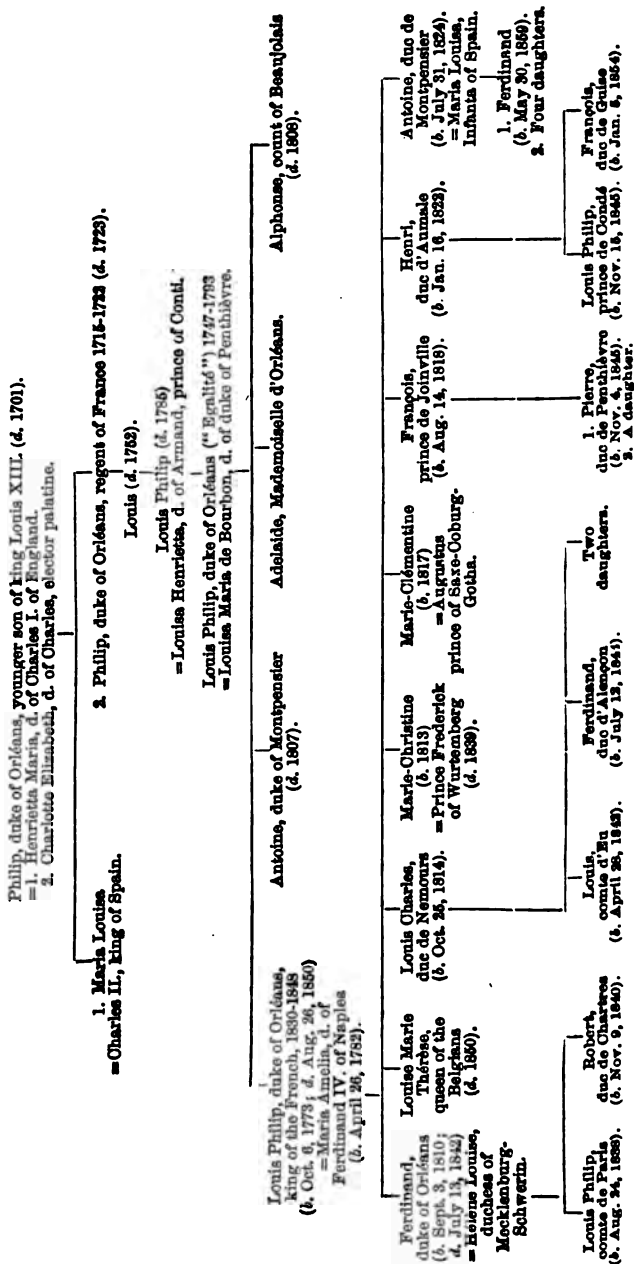 Philip, duke of Orléans, younger son of king Louis XIII. (d. 1701).
=1. Henrietta Maria, d. of Charles I. of England.
2. Charlotte Elizabeth, d. of Charles, elector palatine.
1. Maria Louisa
=Charles II., king of Spain.
2. Philip, duke of Orléans, regent of France 1715-1723 (d. 1723).
Louis (d. 1752).
Louis Philip (d. 1785)
=Louisa Henrietta, d. of Armand, prince of Conti.
Louis Philip, duke of Orléans ("Egalité") 1747-1793
=Louisa Maria de Bourbon, d. of duke of Penthièvre.
Louis Philip, duke of Orléans,
king of the French, 1830-1848
(b. Oct. 6, 1773; d. Aug. 26, 1850)
=Maria Amelia, d. of
Ferdinand IV. of Naples
(b. April 26, 1782).
Antoine, duke of Montpensier
(d. 1807).
Adelaide, Mademoiselle d'Orléans.
Alphonse, count of Beaujolais
(d. 1808).
Ferdinand,
duke of Orléans
(b. Sept. 3, 1810;
d. July 13, 1842)
=Hélène Louise,
duchess of
Mecklenburg-
Schwerin.
Louise Marie
Thérèse,
queen of the
Belgians
(d. 1850).
Louis Charles,
duc de Nemours
(b. Oct. 25, 1814).
Marie-Christine
(b. 1813)
=Prince Frederick
of Wurtemberg
(d. 1839).
Marie-Clémentine
(b. 1817)
=Augustus
prince of Saxe-Coburg-
Gotha.
François,
prince de Joinville
(b. Aug. 14, 1818).
Henri,
duc d'Aumale
(b. Jan. 16, 1822).
Antoine, duc de
Montpensier
(b. July 31, 1824).
=Maria Louisa,
Infanta of Spain.
1. Ferdinand
(b. May 30, 1859).
2. Four daughters.
Louis Philip,
comte de Paris
(b. Aug. 24, 1838).
Robert,
duc de Chartres
(b. Nov. 9, 1840).
Louis,
comte d'Eu
(b. April 28, 1842).
Ferdinand,
duc d'Alençon
(b. July 12, 1844).
Two
daughters.
1. Pierre,
duc de Penthièvre
(b. Nov. 4, 1845).
2. A daughter.
Louis Philip,
prince de Condé
(b. Nov. 15, 1845).
François,
duc de Guise
(b. Jan. 5, 1854).